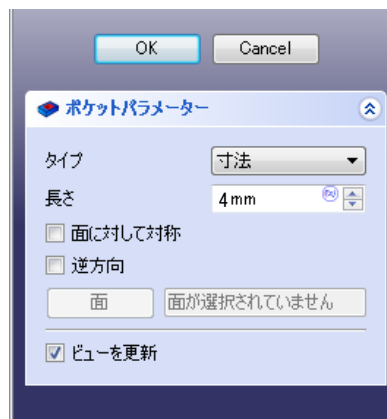 OK Cancel
ポケットパラメーター
タイプ 寸法
長さ 4mm
面に対して対称
逆方向
面 面が選択されていません
ビューを更新